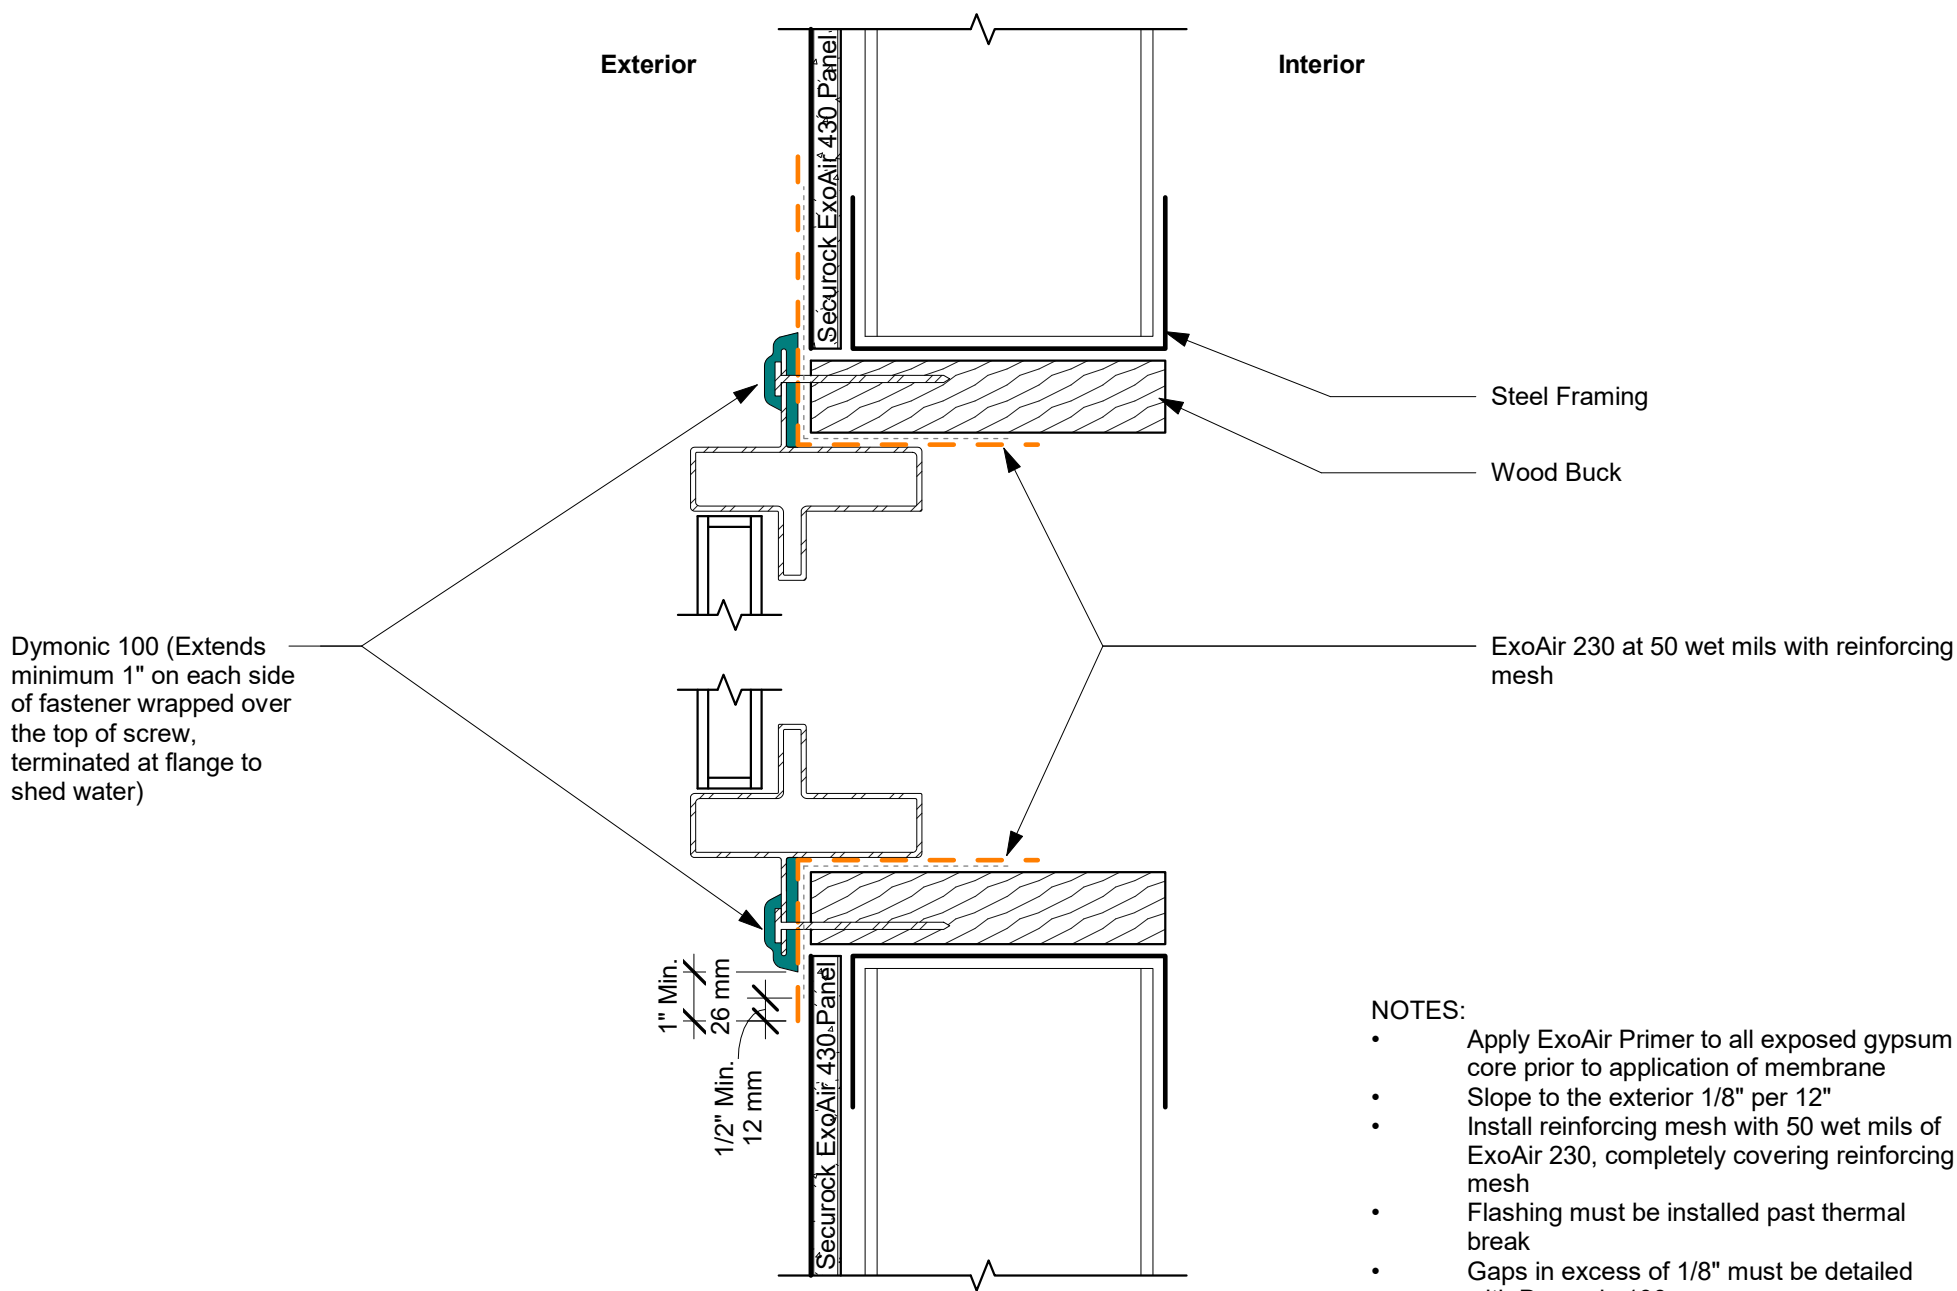 Exterior
Interior
Securock ExoAir 430 Panel
Steel Framing
Wood Buck
Dymonic 100 (Extends
minimum 1" on each side
of fastener wrapped over
the top of screw,
terminated at flange to
shed water)
ExoAir 230 at 50 wet mils with reinforcing
mesh
1" Min.
26 mm
1/2" Min.
12 mm
Securock ExoAir 430 Panel
NOTES:
• Apply ExoAir Primer to all exposed gypsum
core prior to application of membrane
• Slope to the exterior 1/8" per 12"
• Install reinforcing mesh with 50 wet mils of
ExoAir 230, completely covering reinforcing
mesh
• Flashing must be installed past thermal
break
• Gaps in excess of 1/8" must be detailed